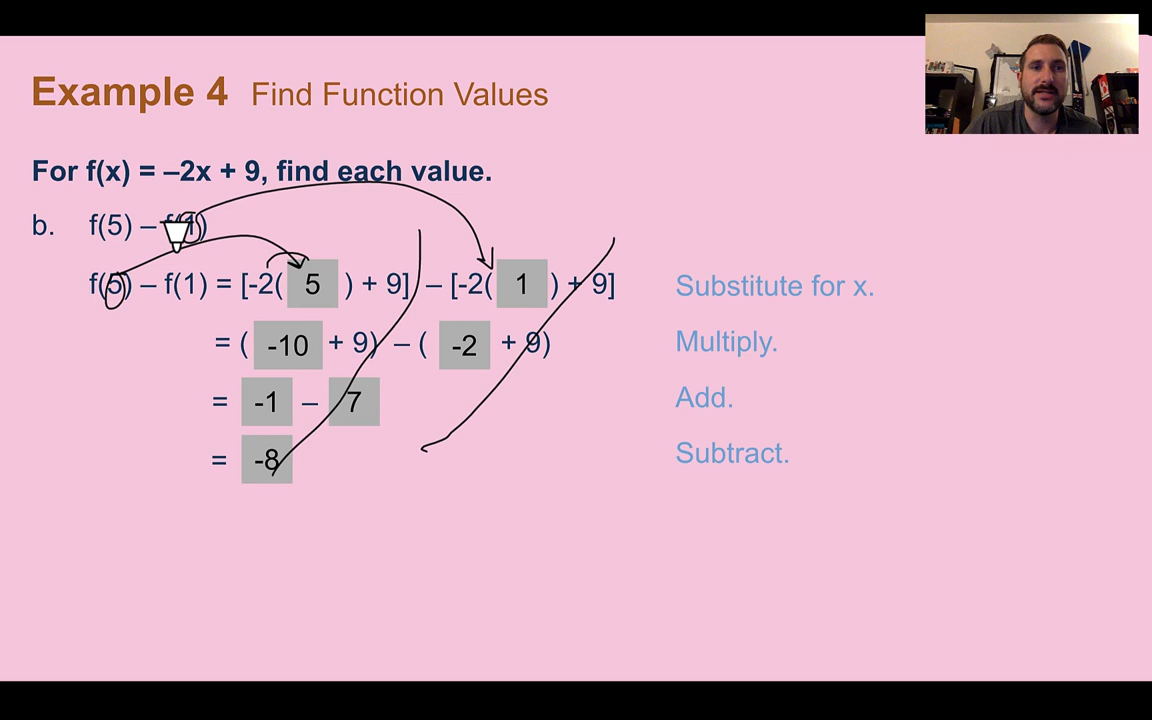 Example 4 Find Function Values
For f(x) = –2x + 9, find each value.
b. f(5) – f(1)
f(5) – f(1) = [-2( 5 ) + 9] – [-2( 1 ) + 9] Substitute for x.
= ( -10 + 9) – ( -2 + 9) Multiply.
= -1 – 7 Add.
= -8 Subtract.